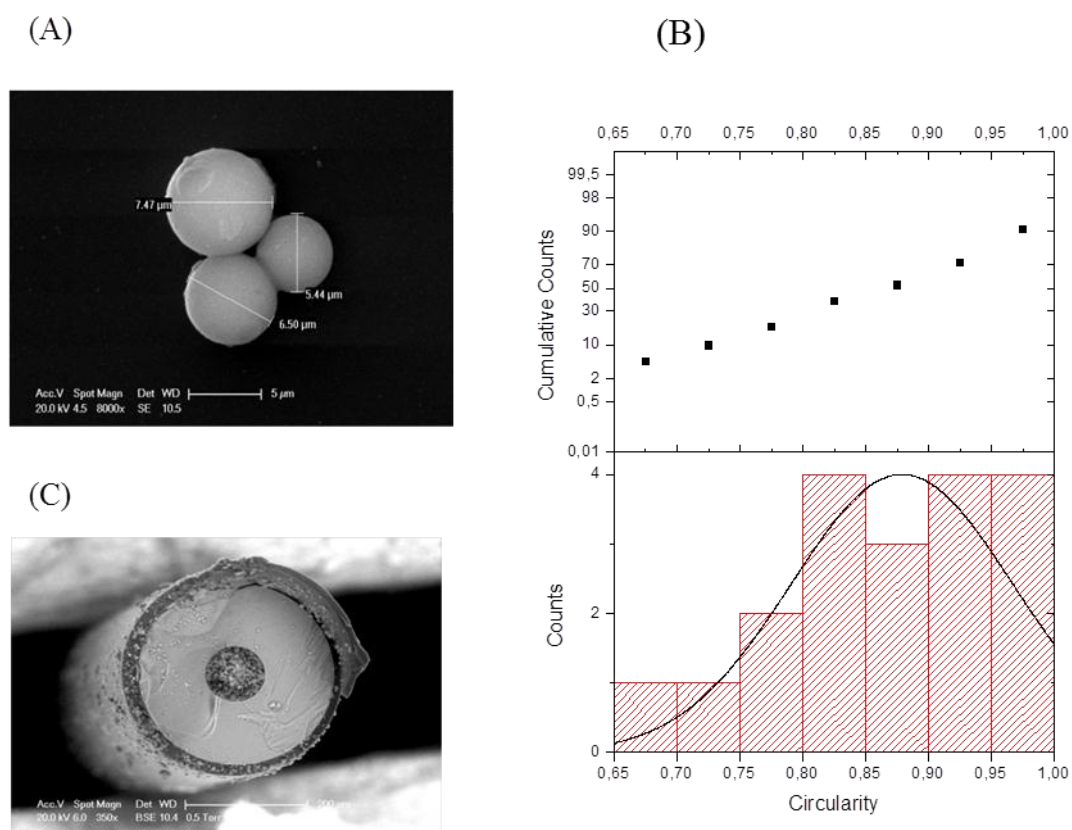 (A)
7.47 µm
5.44 µm
6.50 µm
Acc.V Spot Magn Det WD 5 µm
20.0 kV 4.5 8000x SE 10.5
(B)
0,65 0,70 0,75 0,80 0,85 0,90 0,95 1,00
99,5
98
90
70
50
30
10
2
0,5
0,01
Cumulative Counts
4
2
0
Counts
0,65 0,70 0,75 0,80 0,85 0,90 0,95 1,00
Circularity
(C)
Acc.V Spot Magn Det WD 200 µm
20.0 kV 6.0 350x BSE 10.4 0.5 Torr